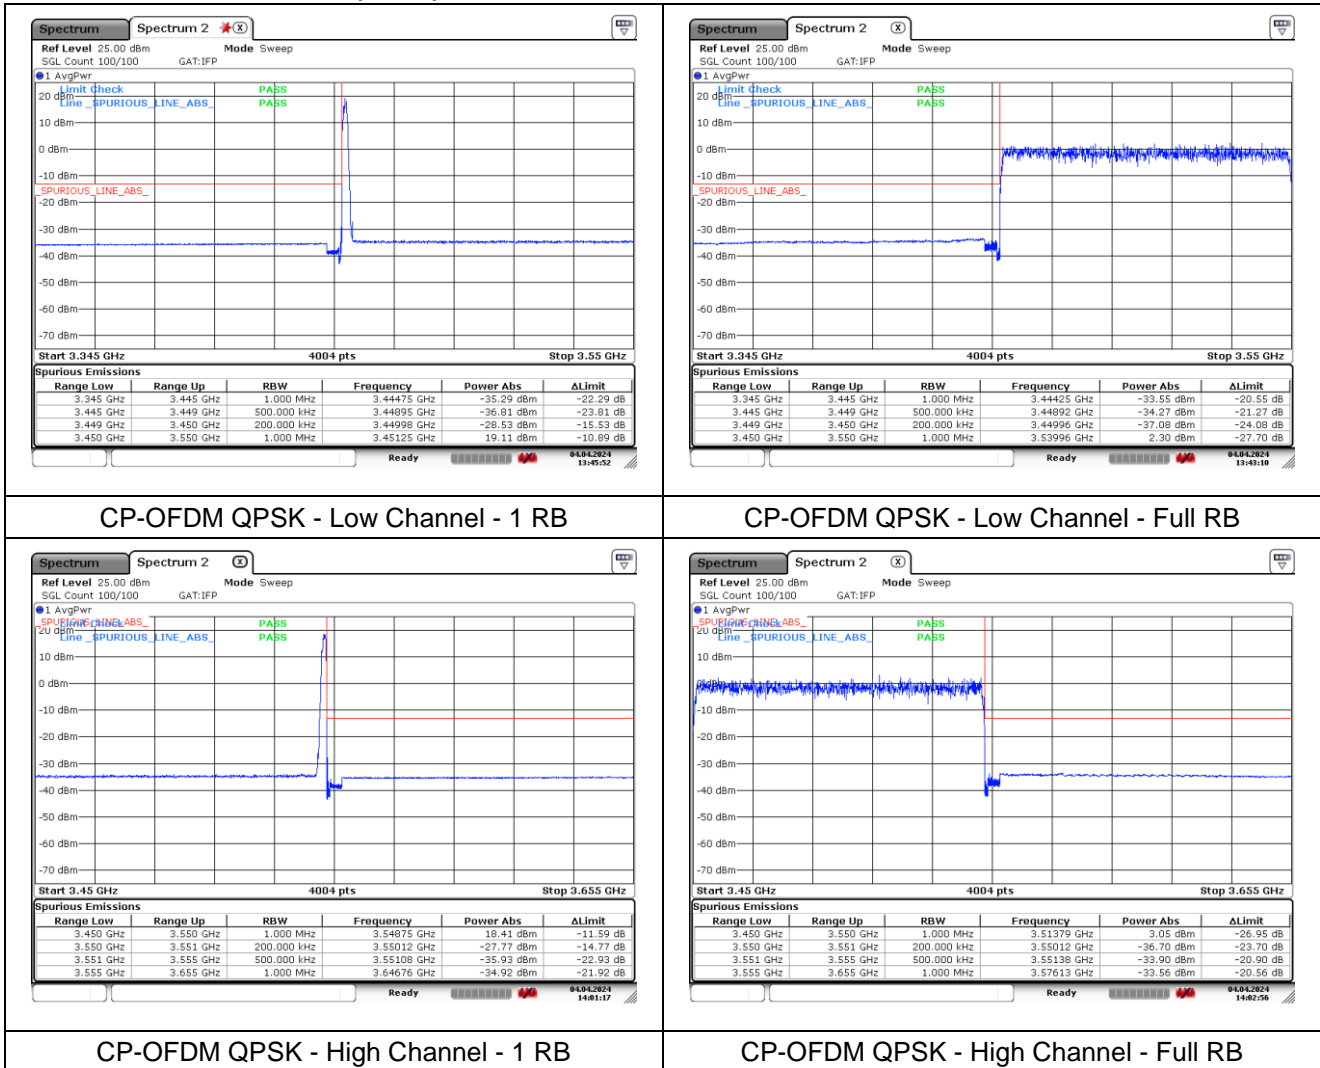 Spectrum Spectrum 2
Ref Level 25.00 dBm Mode Sweep
SGL Count 100/100 GAT:IFP
1 AvgPwr
Limit Check PASS
Line _SPURIOUS_LINE_ABS_ PASS
20 dBm
10 dBm
0 dBm
-10 dBm
_SPURIOUS_LINE_ABS_
-20 dBm
-30 dBm
-40 dBm
-50 dBm
-60 dBm
-70 dBm
Start 3.345 GHz 4004 pts Stop 3.55 GHz
Spurious Emissions
Range Low Range Up RBW Frequency Power Abs ΔLimit
3.345 GHz 3.445 GHz 1.000 MHz 3.44475 GHz -35.29 dBm -22.29 dB
3.445 GHz 3.449 GHz 500.000 kHz 3.44895 GHz -36.81 dBm -23.81 dB
3.449 GHz 3.450 GHz 200.000 kHz 3.44998 GHz -28.53 dBm -15.53 dB
3.450 GHz 3.550 GHz 1.000 MHz 3.45125 GHz 19.11 dBm -10.89 dB
Ready 04.04.2024
13:45:52
CP-OFDM QPSK - Low Channel - 1 RB
Spectrum Spectrum 2
Ref Level 25.00 dBm Mode Sweep
SGL Count 100/100 GAT:IFP
1 AvgPwr
Limit Check PASS
Line _SPURIOUS_LINE_ABS_ PASS
20 dBm
10 dBm
0 dBm
-10 dBm
_SPURIOUS_LINE_ABS_
-20 dBm
-30 dBm
-40 dBm
-50 dBm
-60 dBm
-70 dBm
Start 3.345 GHz 4004 pts Stop 3.55 GHz
Spurious Emissions
Range Low Range Up RBW Frequency Power Abs ΔLimit
3.345 GHz 3.445 GHz 1.000 MHz 3.44425 GHz -33.55 dBm -20.55 dB
3.445 GHz 3.449 GHz 500.000 kHz 3.44892 GHz -34.27 dBm -21.27 dB
3.449 GHz 3.450 GHz 200.000 kHz 3.44996 GHz -37.08 dBm -24.08 dB
3.450 GHz 3.550 GHz 1.000 MHz 3.53996 GHz 2.30 dBm -27.70 dB
Ready 04.04.2024
13:43:10
CP-OFDM QPSK - Low Channel - Full RB
Spectrum Spectrum 2
Ref Level 25.00 dBm Mode Sweep
SGL Count 100/100 GAT:IFP
1 AvgPwr
_SPURIOUS_LINE_ABS_
Limit Check PASS
Line _SPURIOUS_LINE_ABS_ PASS
20 dBm
10 dBm
0 dBm
-10 dBm
-20 dBm
-30 dBm
-40 dBm
-50 dBm
-60 dBm
-70 dBm
Start 3.45 GHz 4004 pts Stop 3.655 GHz
Spurious Emissions
Range Low Range Up RBW Frequency Power Abs ΔLimit
3.450 GHz 3.550 GHz 1.000 MHz 3.54875 GHz 18.41 dBm -11.59 dB
3.550 GHz 3.551 GHz 200.000 kHz 3.55012 GHz -27.77 dBm -14.77 dB
3.551 GHz 3.555 GHz 500.000 kHz 3.55108 GHz -35.93 dBm -22.93 dB
3.555 GHz 3.655 GHz 1.000 MHz 3.64676 GHz -34.92 dBm -21.92 dB
Ready 04.04.2024
14:01:17
CP-OFDM QPSK - High Channel - 1 RB
Spectrum Spectrum 2
Ref Level 25.00 dBm Mode Sweep
SGL Count 100/100 GAT:IFP
1 AvgPwr
_SPURIOUS_LINE_ABS_
Limit Check PASS
Line _SPURIOUS_LINE_ABS_ PASS
20 dBm
10 dBm
0 dBm
-10 dBm
-20 dBm
-30 dBm
-40 dBm
-50 dBm
-60 dBm
-70 dBm
Start 3.45 GHz 4004 pts Stop 3.655 GHz
Spurious Emissions
Range Low Range Up RBW Frequency Power Abs ΔLimit
3.450 GHz 3.550 GHz 1.000 MHz 3.51379 GHz 3.05 dBm -26.95 dB
3.550 GHz 3.551 GHz 200.000 kHz 3.55012 GHz -36.70 dBm -23.70 dB
3.551 GHz 3.555 GHz 500.000 kHz 3.55138 GHz -33.90 dBm -20.90 dB
3.555 GHz 3.655 GHz 1.000 MHz 3.57613 GHz -33.56 dBm -20.56 dB
Ready 04.04.2024
14:02:56
CP-OFDM QPSK - High Channel - Full RB